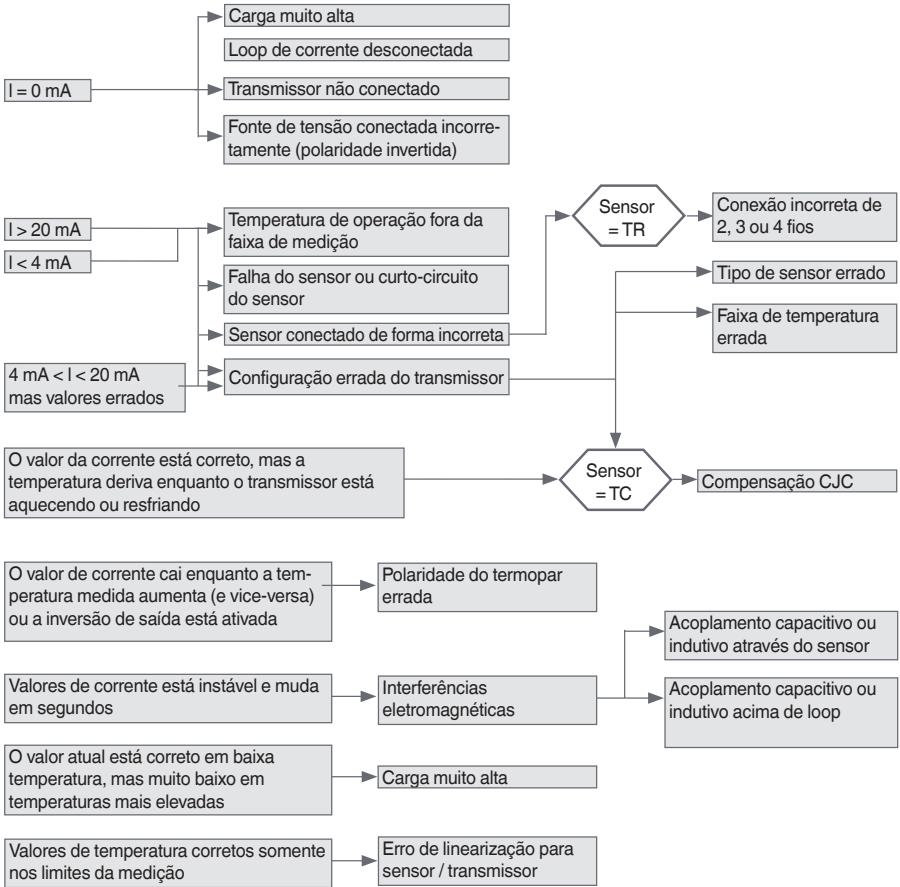 Carga muito alta
Loop de corrente desconectada
I = 0 mA
Transmissor não conectado
Fonte de tensão conectada incorre-
tamente (polaridade invertida)
I > 20 mA
I < 4 mA
Temperatura de operação fora da
faixa de medição
Sensor
= TR
Conexão incorreta de
2, 3 ou 4 fios
Falha do sensor ou curto-circuito
do sensor
Tipo de sensor errado
Sensor conectado de forma incorreta
Faixa de temperatura
errada
4 mA < I < 20 mA
mas valores errados
Configuração errada do transmissor
O valor da corrente está correto, mas a
temperatura deriva enquanto o transmissor está
aquecendo ou resfriando
Sensor
= TC
Compensação CJC
O valor de corrente cai enquanto a tem-
peratura medida aumenta (e vice-versa)
ou a inversão de saída está ativada
Polaridade do termopar
errada
Valores de corrente está instável e muda
em segundos
Interferências
eletromagnéticas
Acoplamento capacitivo ou
indutivo através do sensor
Acoplamento capacitivo ou
indutivo acima de loop
O valor atual está correto em baixa
temperatura, mas muito baixo em
temperaturas mais elevadas
Carga muito alta
Valores de temperatura corretos somente
nos limites da medição
Erro de linearização para
sensor / transmissor